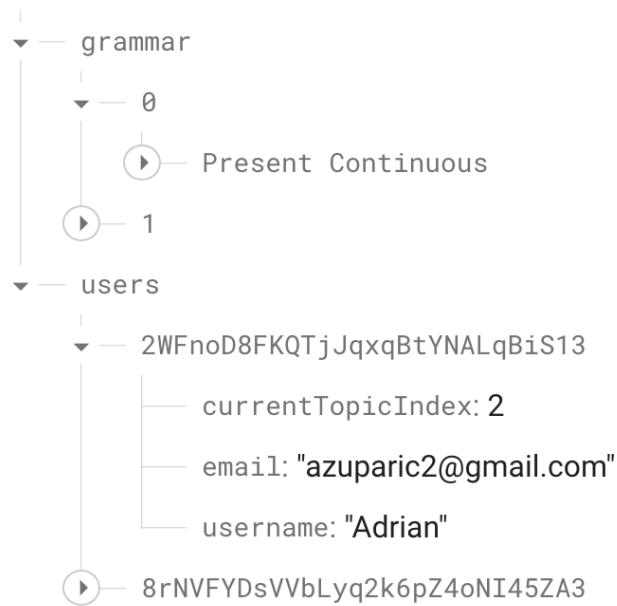 grammar
0
Present Continuous
1
users
2WFnoD8FKQTjJqxqBtYNALqBiS13
currentTopicIndex: 2
email: "azuparic2@gmail.com"
username: "Adrian"
8rNVFYDsVVbLyq2k6pZ4oNI45ZA3